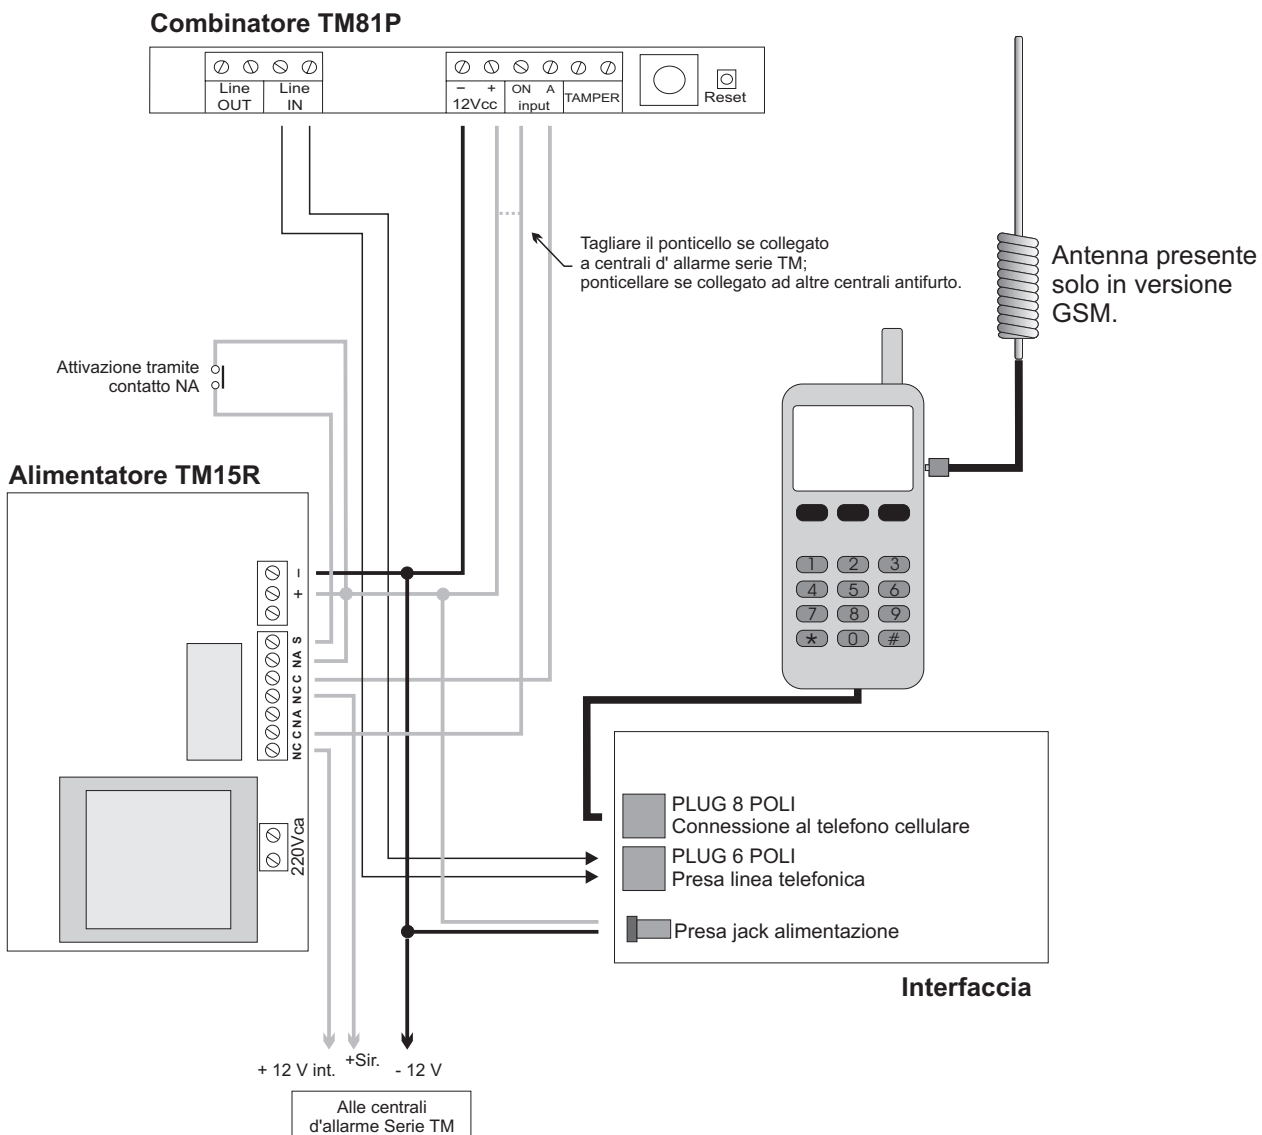 Combinatore TM81P
Line OUT
Line IN
– +
12Vcc
ON A
input
TAMPER
Reset
Tagliare il ponticello se collegato
a centrali d' allarme serie TM;
ponticellare se collegato ad altre centrali antifurto.
Antenna presente
solo in versione
GSM.
Attivazione tramite
contatto NA
Alimentatore TM15R
–
+
NC C NA NC C NA S
220Vca
1 2 3
4 5 6
7 8 9
* 0 #
PLUG 8 POLI
Connessione al telefono cellulare
PLUG 6 POLI
Presa linea telefonica
Presa jack alimentazione
Interfaccia
+ 12 V int.
+Sir.
- 12 V
Alle centrali
d'allarme Serie TM